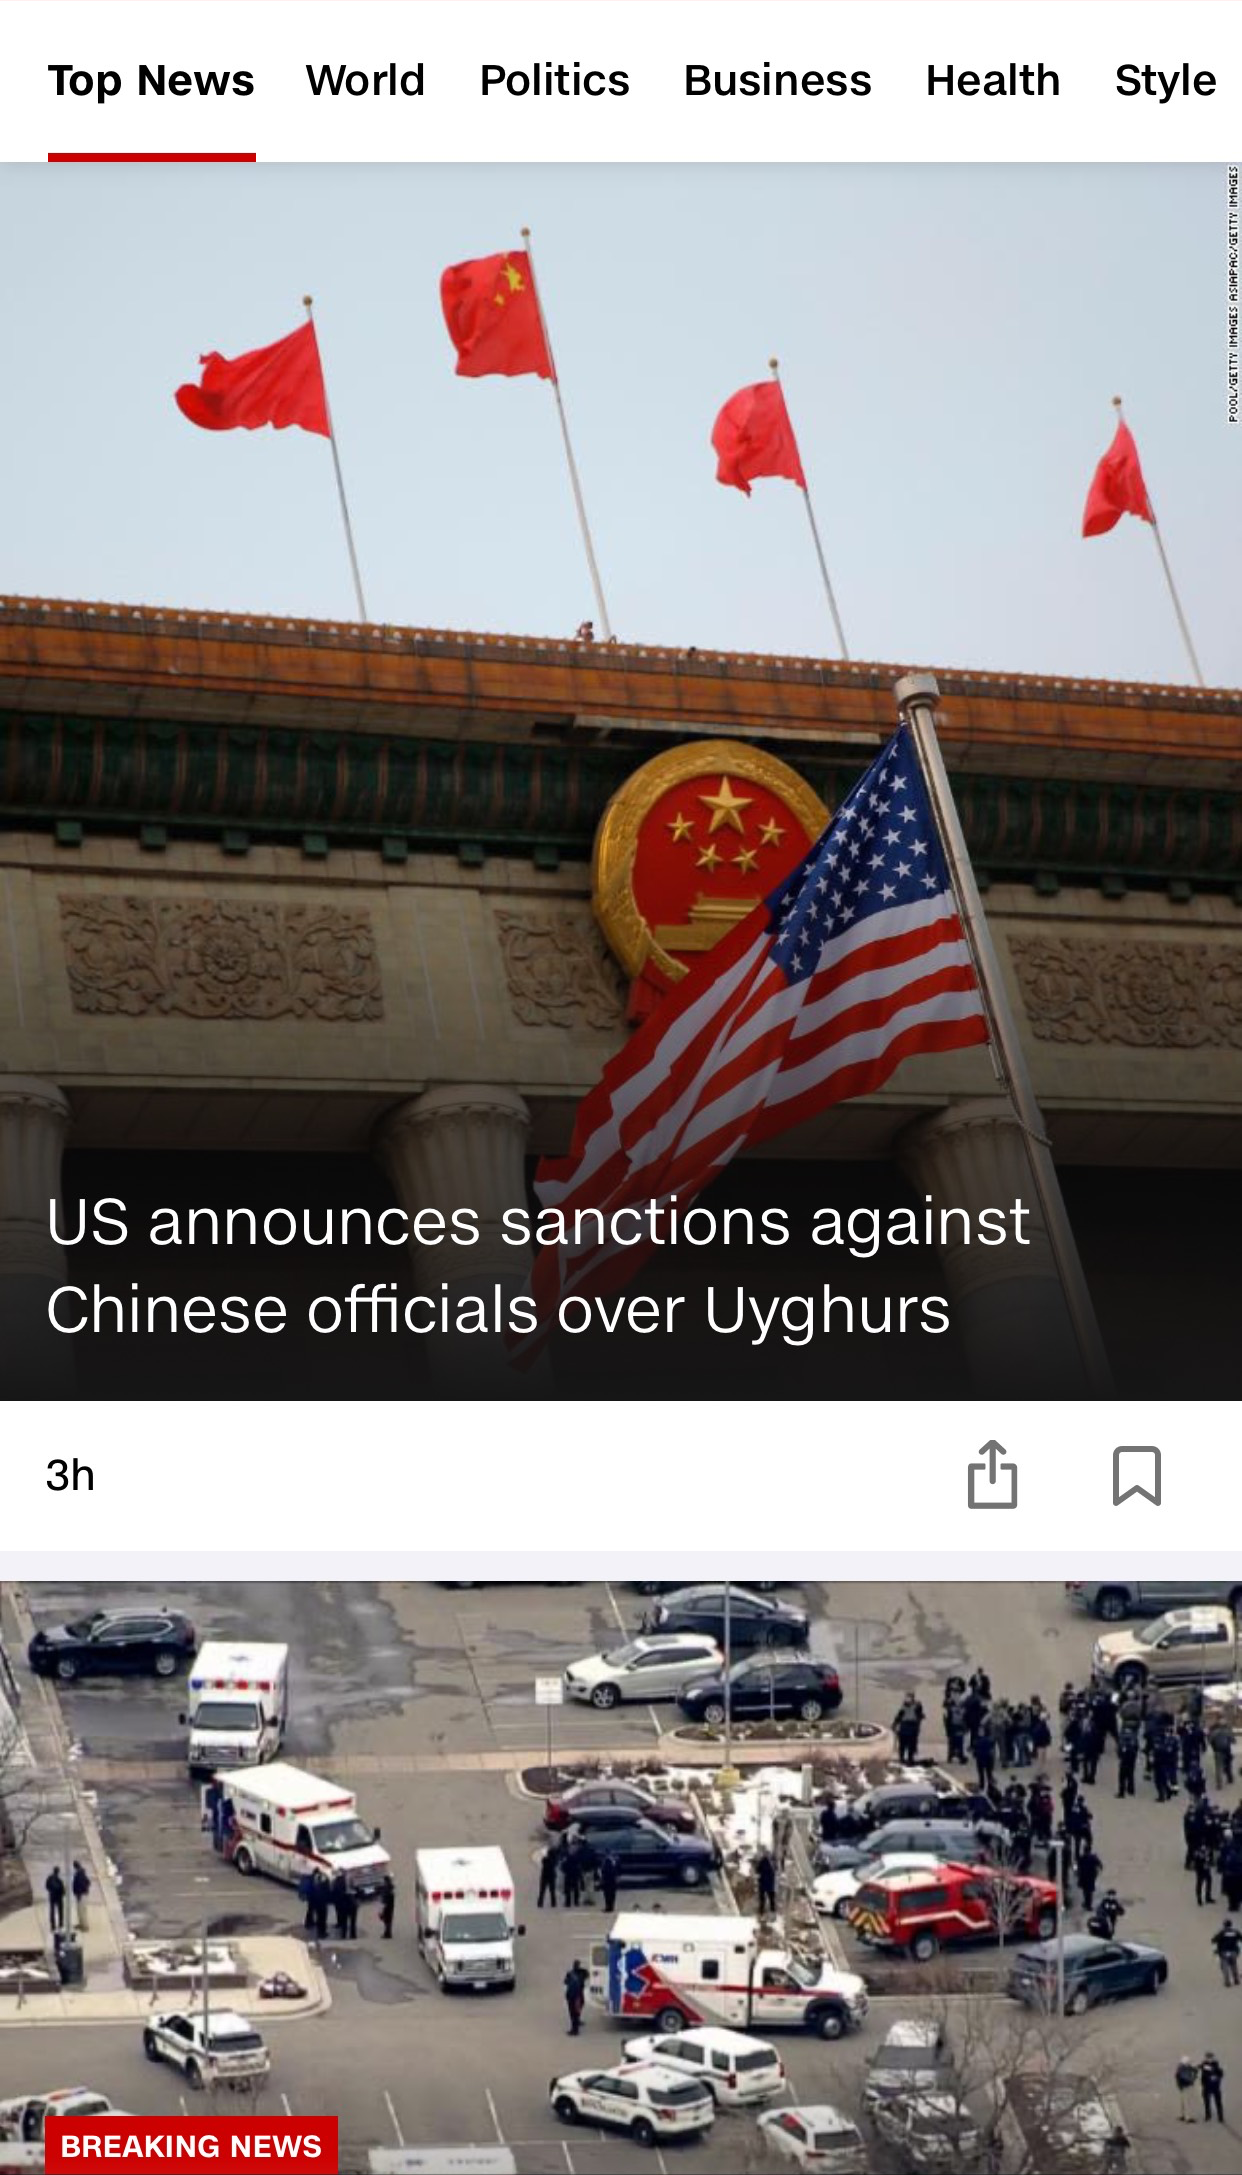 Top News World Politics Business Health Style
POOL/GETTY IMAGES ASIAPAC/GETTY IMAGES
US announces sanctions against
Chinese officials over Uyghurs
3h
BREAKING NEWS